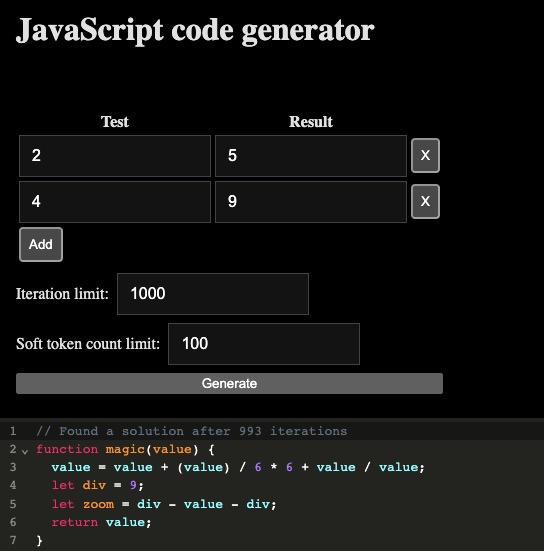 JavaScript code generator
Test Result
2 5 X
4 9 X
Add
Iteration limit: 1000
Soft token count limit: 100
Generate
1 // Found a solution after 993 iterations
2 function magic(value) {
3 value = value + (value) / 6 * 6 + value / value;
4 let div = 9;
5 let zoom = div - value - div;
6 return value;
7 }